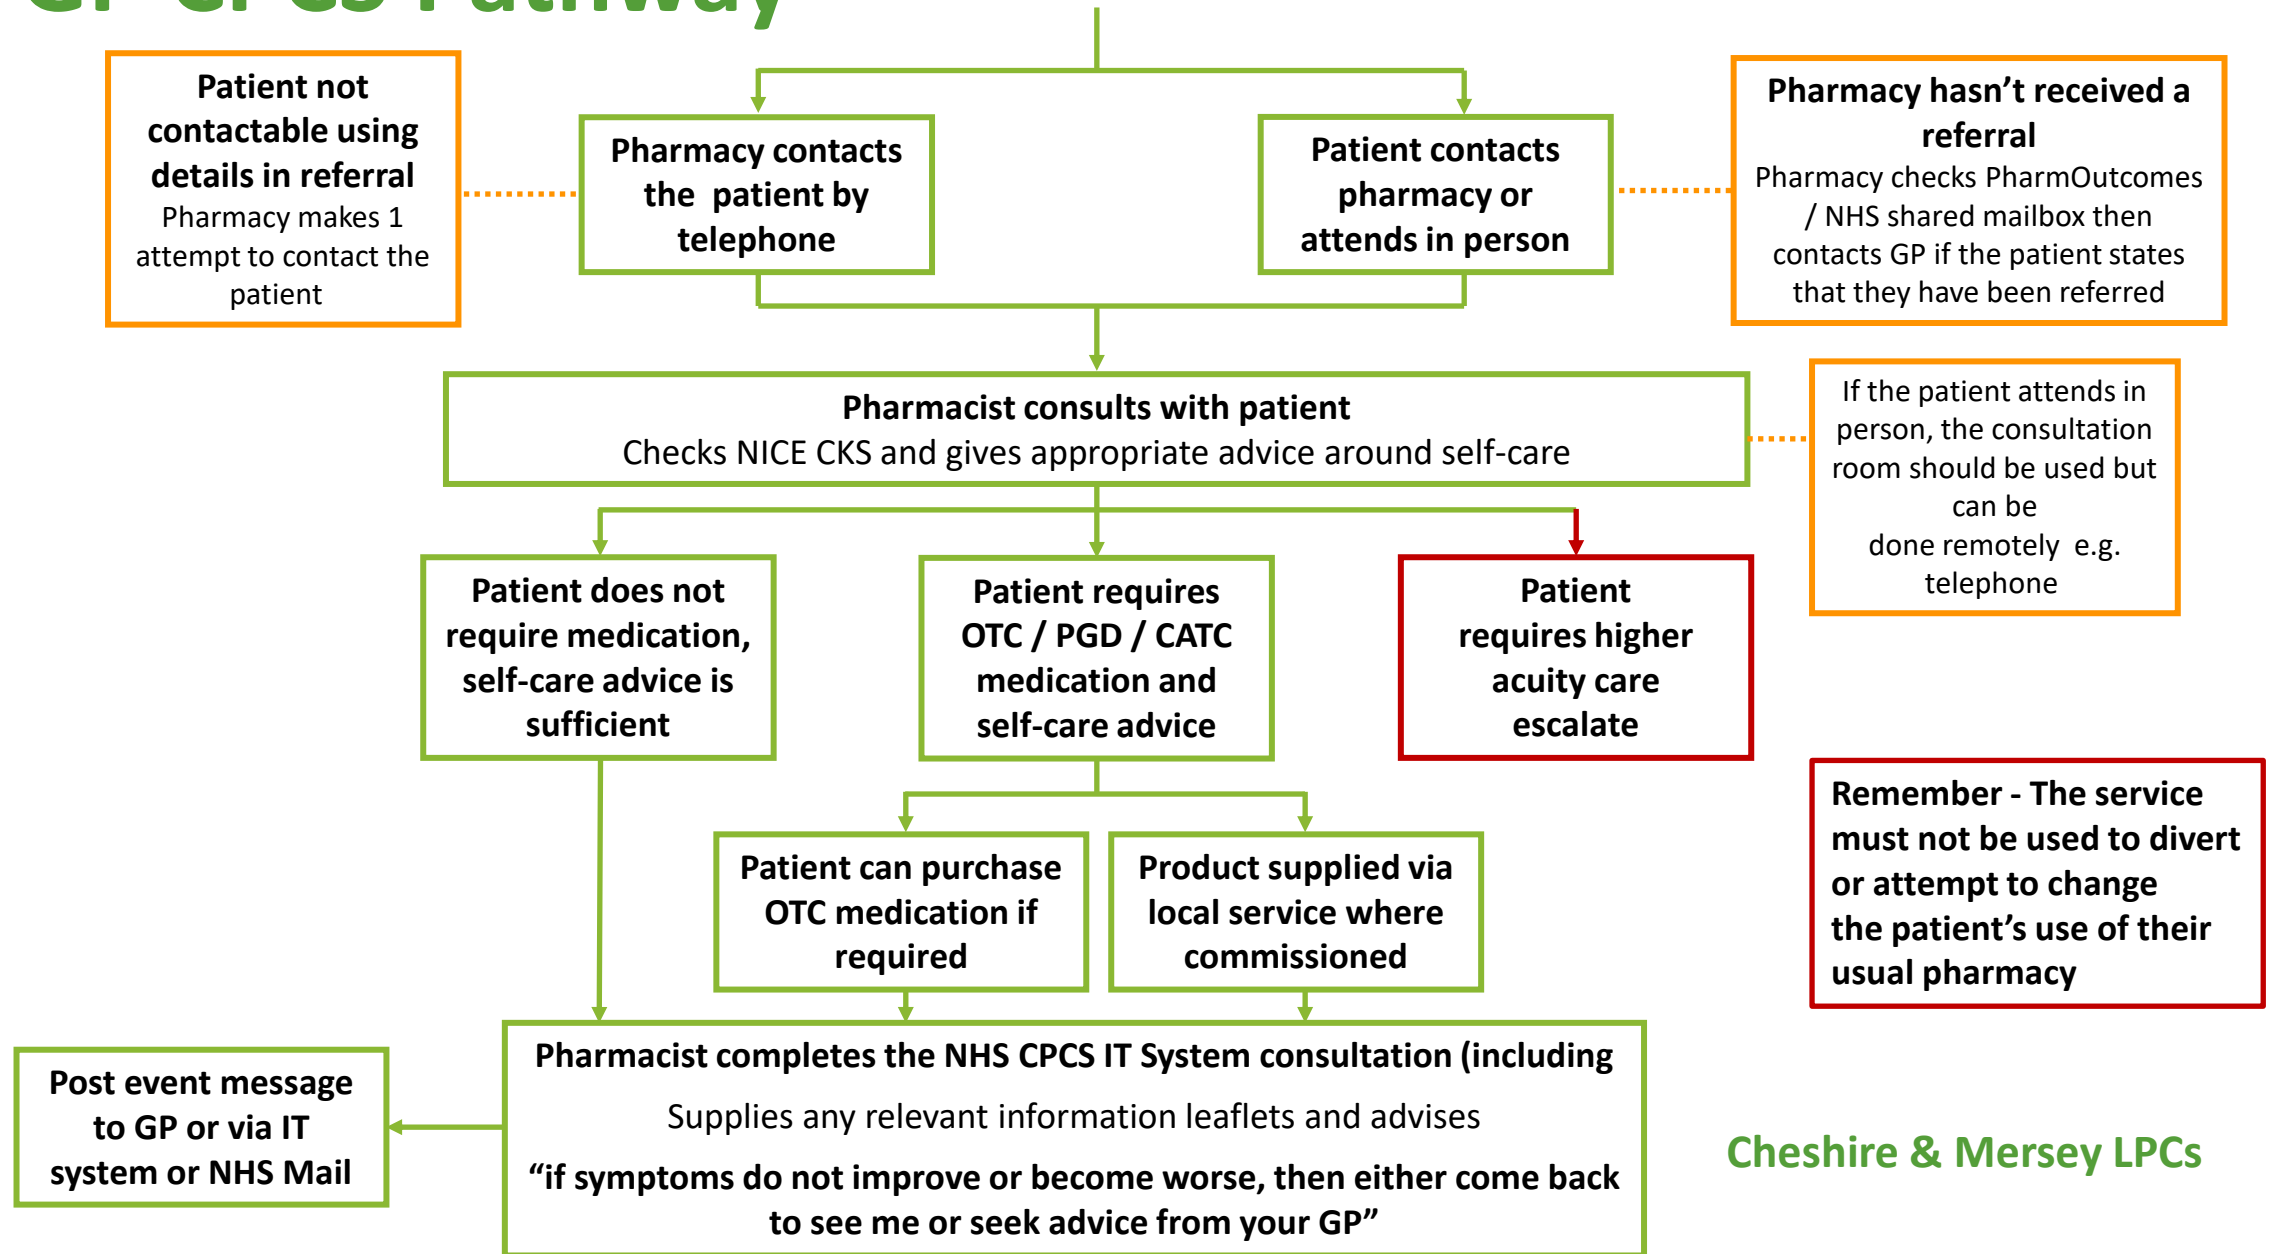 GP CPCS Pathway
Patient not
contactable using
details in referral
Pharmacy makes 1
attempt to contact the
patient
Pharmacy contacts
the patient by
telephone
Patient contacts
pharmacy or
attends in person
Pharmacy hasn't received a
referral
Pharmacy checks PharmOutcomes
/ NHS shared mailbox then
contacts GP if the patient states
that they have been referred
Pharmacist consults with patient
Checks NICE CKS and gives appropriate advice around self-care
If the patient attends in
person, the consultation
room should be used but
can be
done remotely e.g.
telephone
Patient does not
require medication,
self-care advice is
sufficient
Patient requires
OTC / PGD / CATC
medication and
self-care advice
Patient
requires higher
acuity care
escalate
Remember - The service
must not be used to divert
or attempt to change
the patient's use of their
usual pharmacy
Patient can purchase
OTC medication if
required
Product supplied via
local service where
commissioned
Post event message
to GP or via IT
system or NHS Mail
Pharmacist completes the NHS CPCS IT System consultation (including
Supplies any relevant information leaflets and advises
“if symptoms do not improve or become worse, then either come back
to see me or seek advice from your GP”
Cheshire & Mersey LPCs